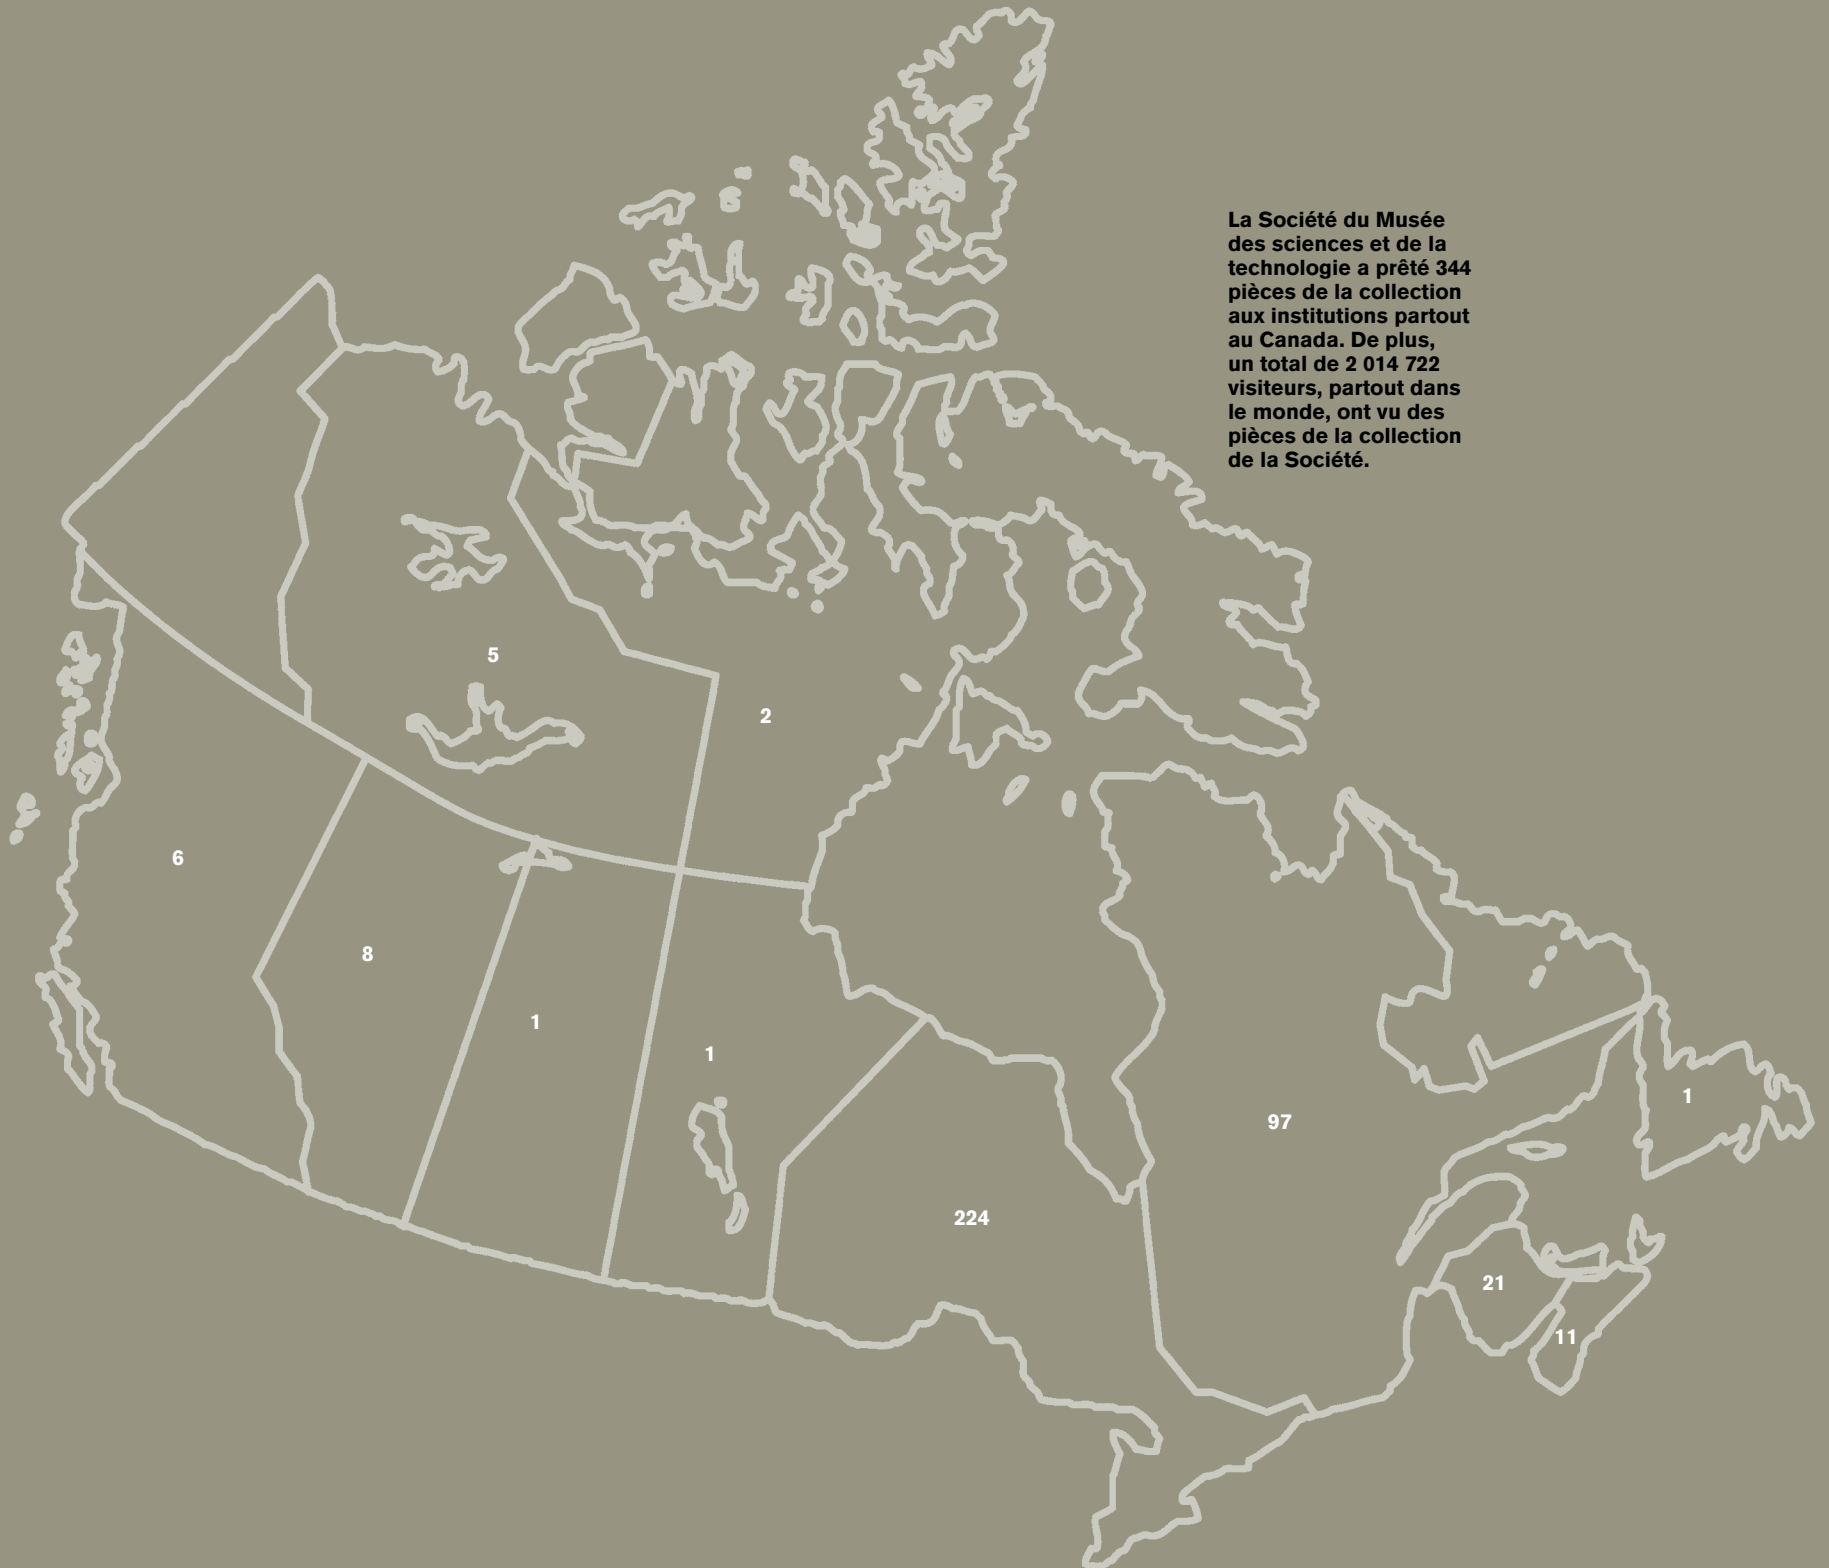 La Société du Musée
des sciences et de la
technologie a prêté 344
pièces de la collection
aux institutions partout
au Canada. De plus,
un total de 2 014 722
visiteurs, partout dans
le monde, ont vu des
pièces de la collection
de la Société.
5
2
6
8
1
1
97
1
224
21
11